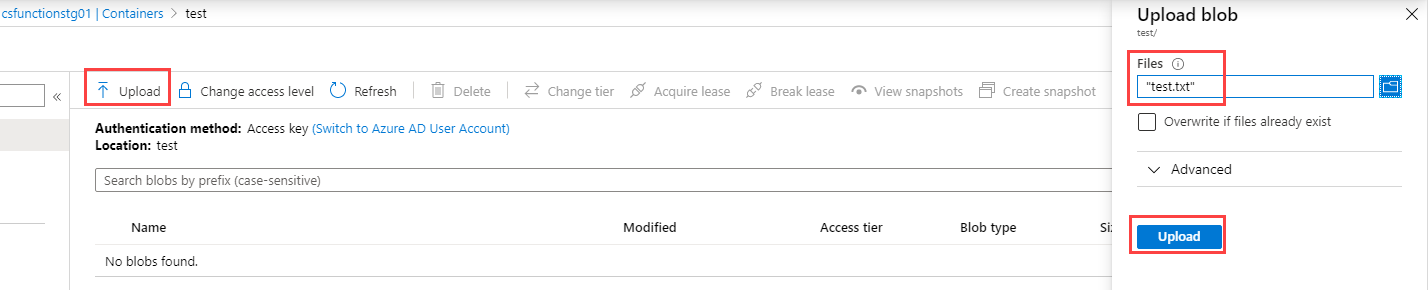 csfunctionstg01 | Containers > test
Upload Change access level Refresh Delete Change tier Acquire lease Break lease View snapshots Create snapshot
Authentication method: Access key (Switch to Azure AD User Account)
Location: test
Search blobs by prefix (case-sensitive)
Name Modified Access tier Blob type
No blobs found.
Upload blob
test/
Files
"test.txt"
Overwrite if files already exist
Advanced
Upload